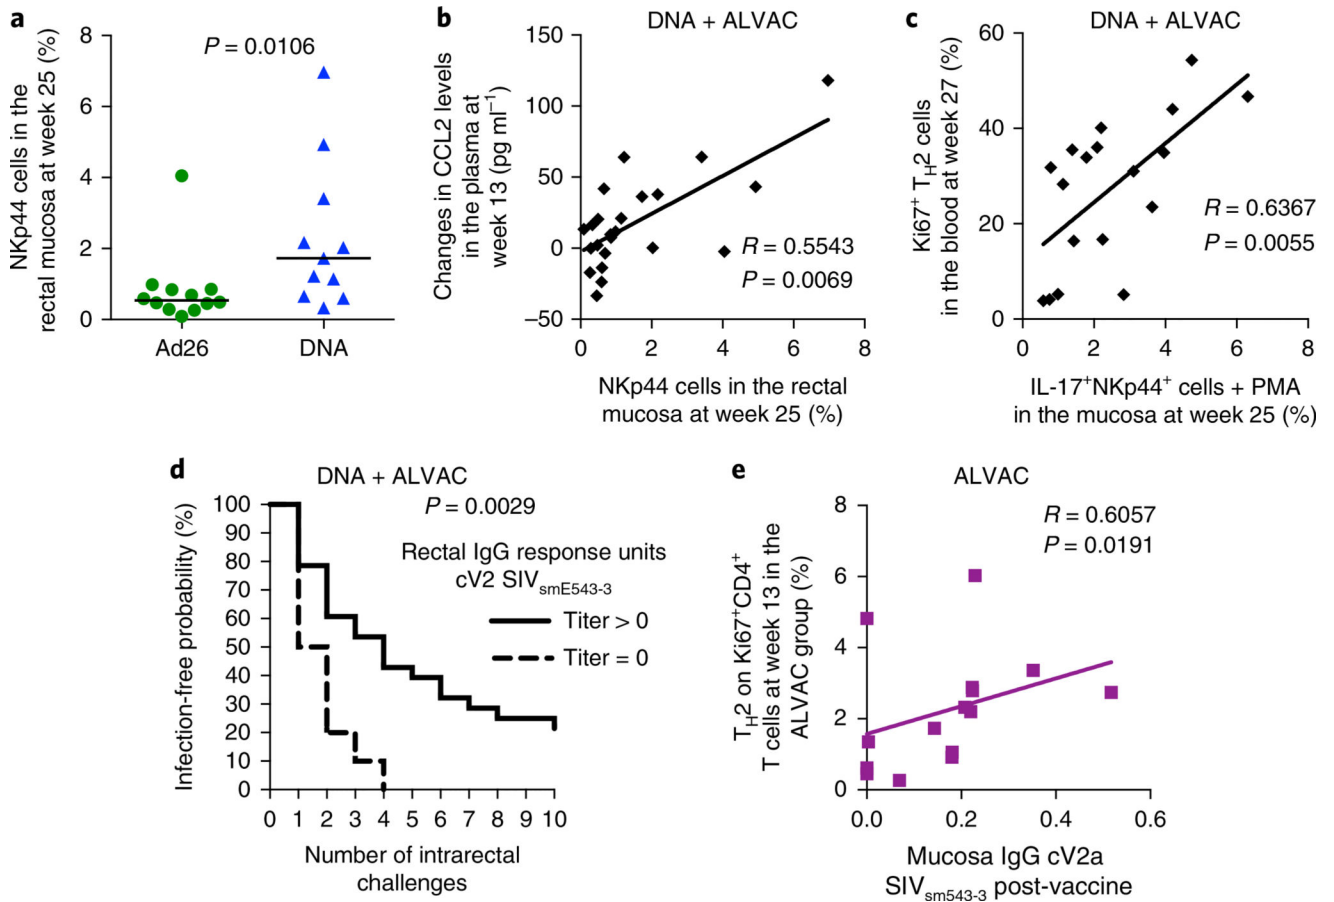 a
P = 0.0106
NKp44 cells in the
rectal mucosa at week 25 (%)
8
6
4
2
0
Ad26
DNA
b
DNA + ALVAC
Changes in CCL2 levels
in the plasma at
week 13 (pg ml⁻¹)
150
100
50
0
–50
R = 0.5543
P = 0.0069
0 2 4 6 8
NKp44 cells in the rectal
mucosa at week 25 (%)
c
DNA + ALVAC
Ki67⁺ T_H2 cells
in the blood at week 27 (%)
60
40
20
0
R = 0.6367
P = 0.0055
0 2 4 6 8
IL-17⁺NKp44⁺ cells + PMA
in the mucosa at week 25 (%)
d
DNA + ALVAC
P = 0.0029
Rectal IgG response units
cV2 SIV_smE543-3
Titer > 0
Titer = 0
Infection-free probability (%)
100
90
80
70
60
50
40
30
20
10
0
0 1 2 3 4 5 6 7 8 9 10
Number of intrarectal
challenges
e
ALVAC
R = 0.6057
P = 0.0191
T_H2 on Ki67⁺CD4⁺
T cells at week 13 in the
ALVAC group (%)
8
6
4
2
0
0.0 0.2 0.4 0.6
Mucosa IgG cV2a
SIV_sm543-3 post-vaccine